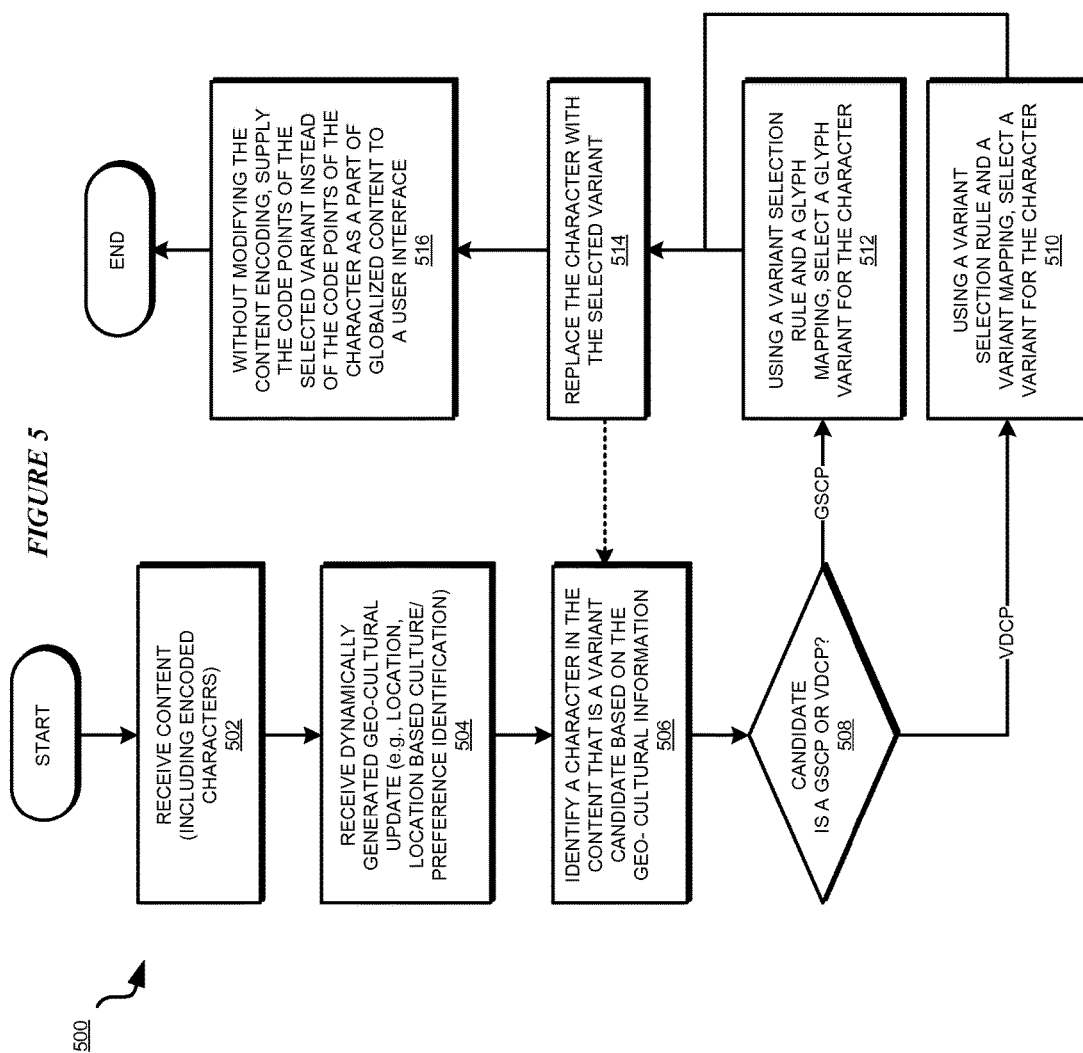 FIGURE 5
500
START
RECEIVE CONTENT
(INCLUDING ENCODED
CHARACTERS)
502
RECEIVE DYNAMICALLY
GENERATED GEO-CULTURAL
UPDATE (e.g., LOCATION,
LOCATION BASED CULTURE/
PREFERENCE IDENTIFICATION)
504
IDENTIFY A CHARACTER IN THE
CONTENT THAT IS A VARIANT
CANDIDATE BASED ON THE
GEO- CULTURAL INFORMATION
506
CANDIDATE
IS A GSCP OR VDCP?
508
GSCP
VDCP
USING A VARIANT
SELECTION RULE AND A
VARIANT MAPPING, SELECT A
VARIANT FOR THE CHARACTER
510
USING A VARIANT SELECTION
RULE AND A GLYPH
MAPPING, SELECT A GLYPH
VARIANT FOR THE CHARACTER
512
REPLACE THE CHARACTER WITH
THE SELECTED VARIANT
514
WITHOUT MODIFYING THE
CONTENT ENCODING, SUPPLY
THE CODE POINTS OF THE
SELECTED VARIANT INSTEAD
OF THE CODE POINTS OF THE
CHARACTER AS A PART OF
GLOBALIZED CONTENT TO
A USER INTERFACE
516
END